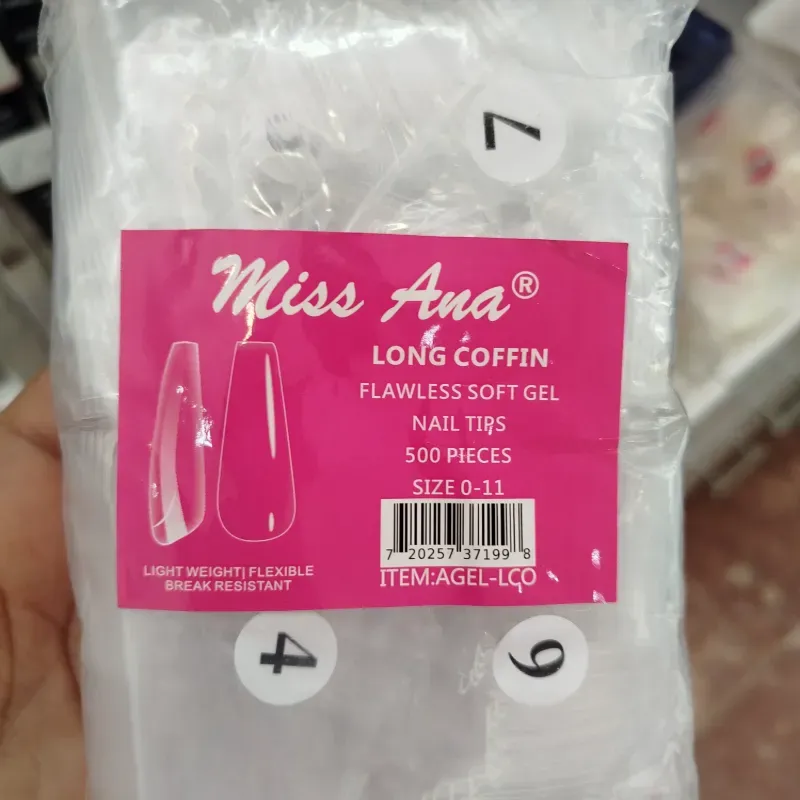 7
Miss Ana®
LONG COFFIN
FLAWLESS SOFT GEL
NAIL TIPS
500 PIECES
SIZE 0-11
7 20257 37199 8
ITEM:AGEL-LCO
LIGHT WEIGHT| FLEXIBLE
BREAK RESISTANT
4
6